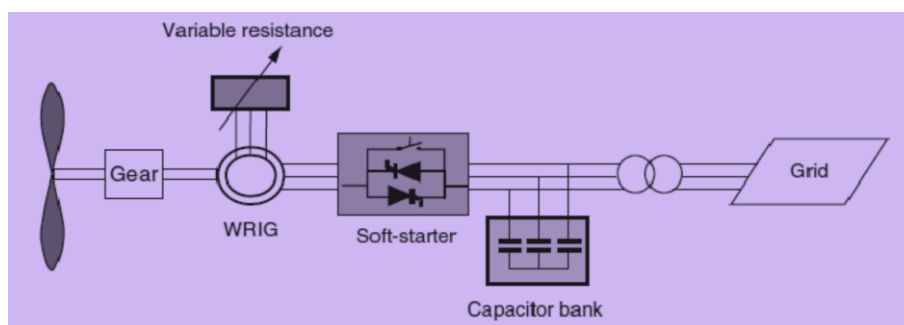 Variable resistance
Gear
WRIG
Soft-starter
Capacitor bank
Grid